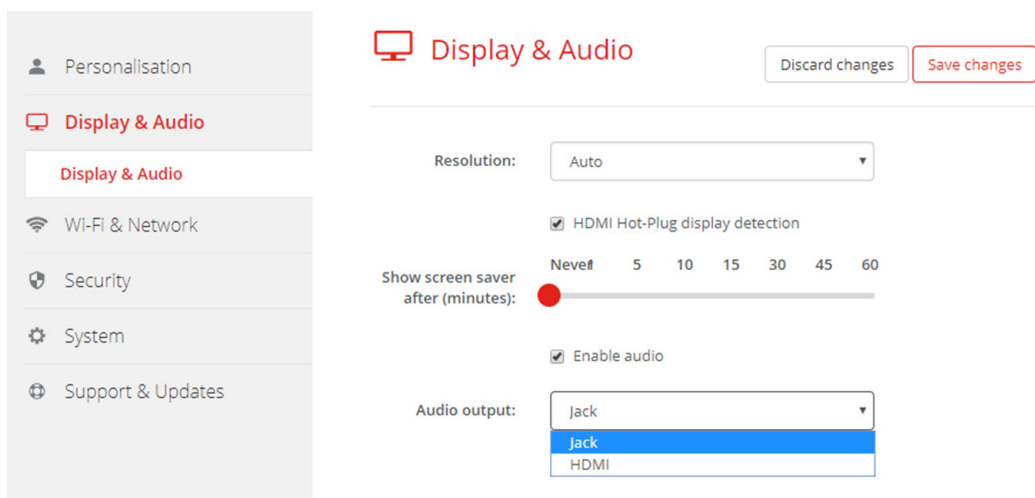 Personalisation
Display & Audio
Display & Audio
Wi-Fi & Network
Security
System
Support & Updates
Display & Audio
Discard changes
Save changes
Resolution:
Auto
HDMI Hot-Plug display detection
Show screen saver
after (minutes):
Never 1 5 10 15 30 45 60
Enable audio
Audio output:
Jack
Jack
HDMI